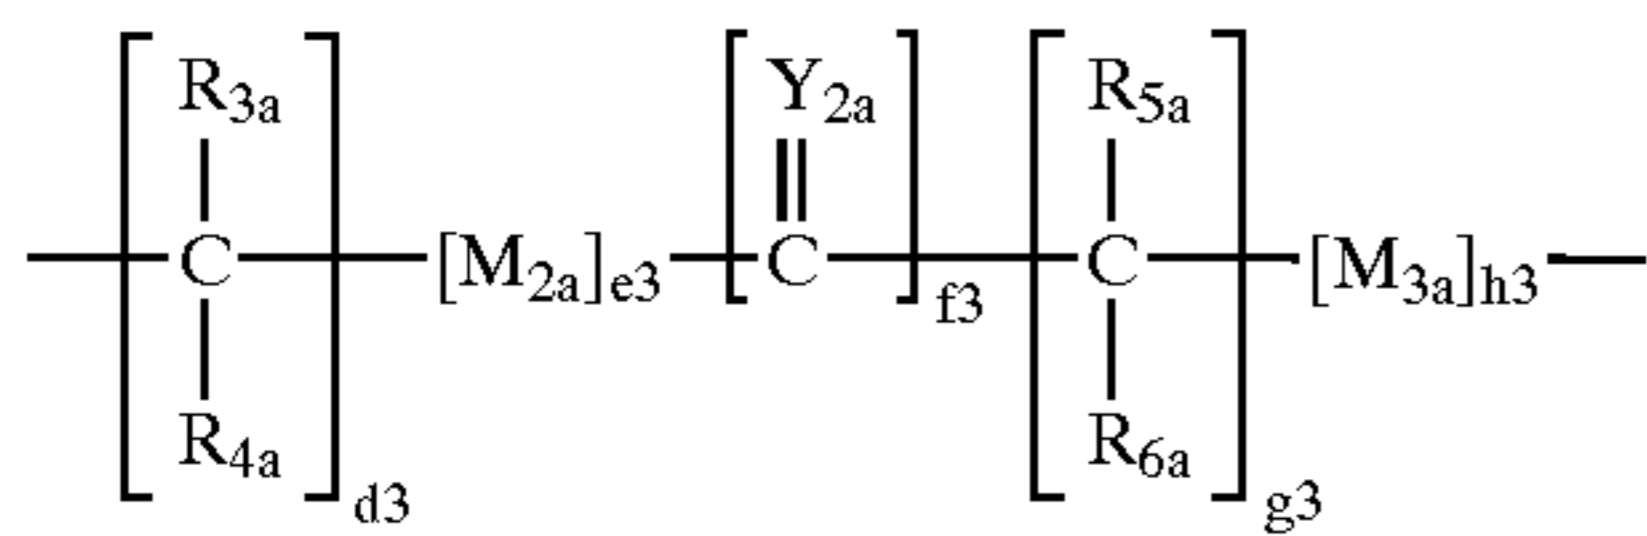 R3a Y2a R5a
C [M2a]e3 C C [M3a]h3
f3
R4a R6a
d3 g3